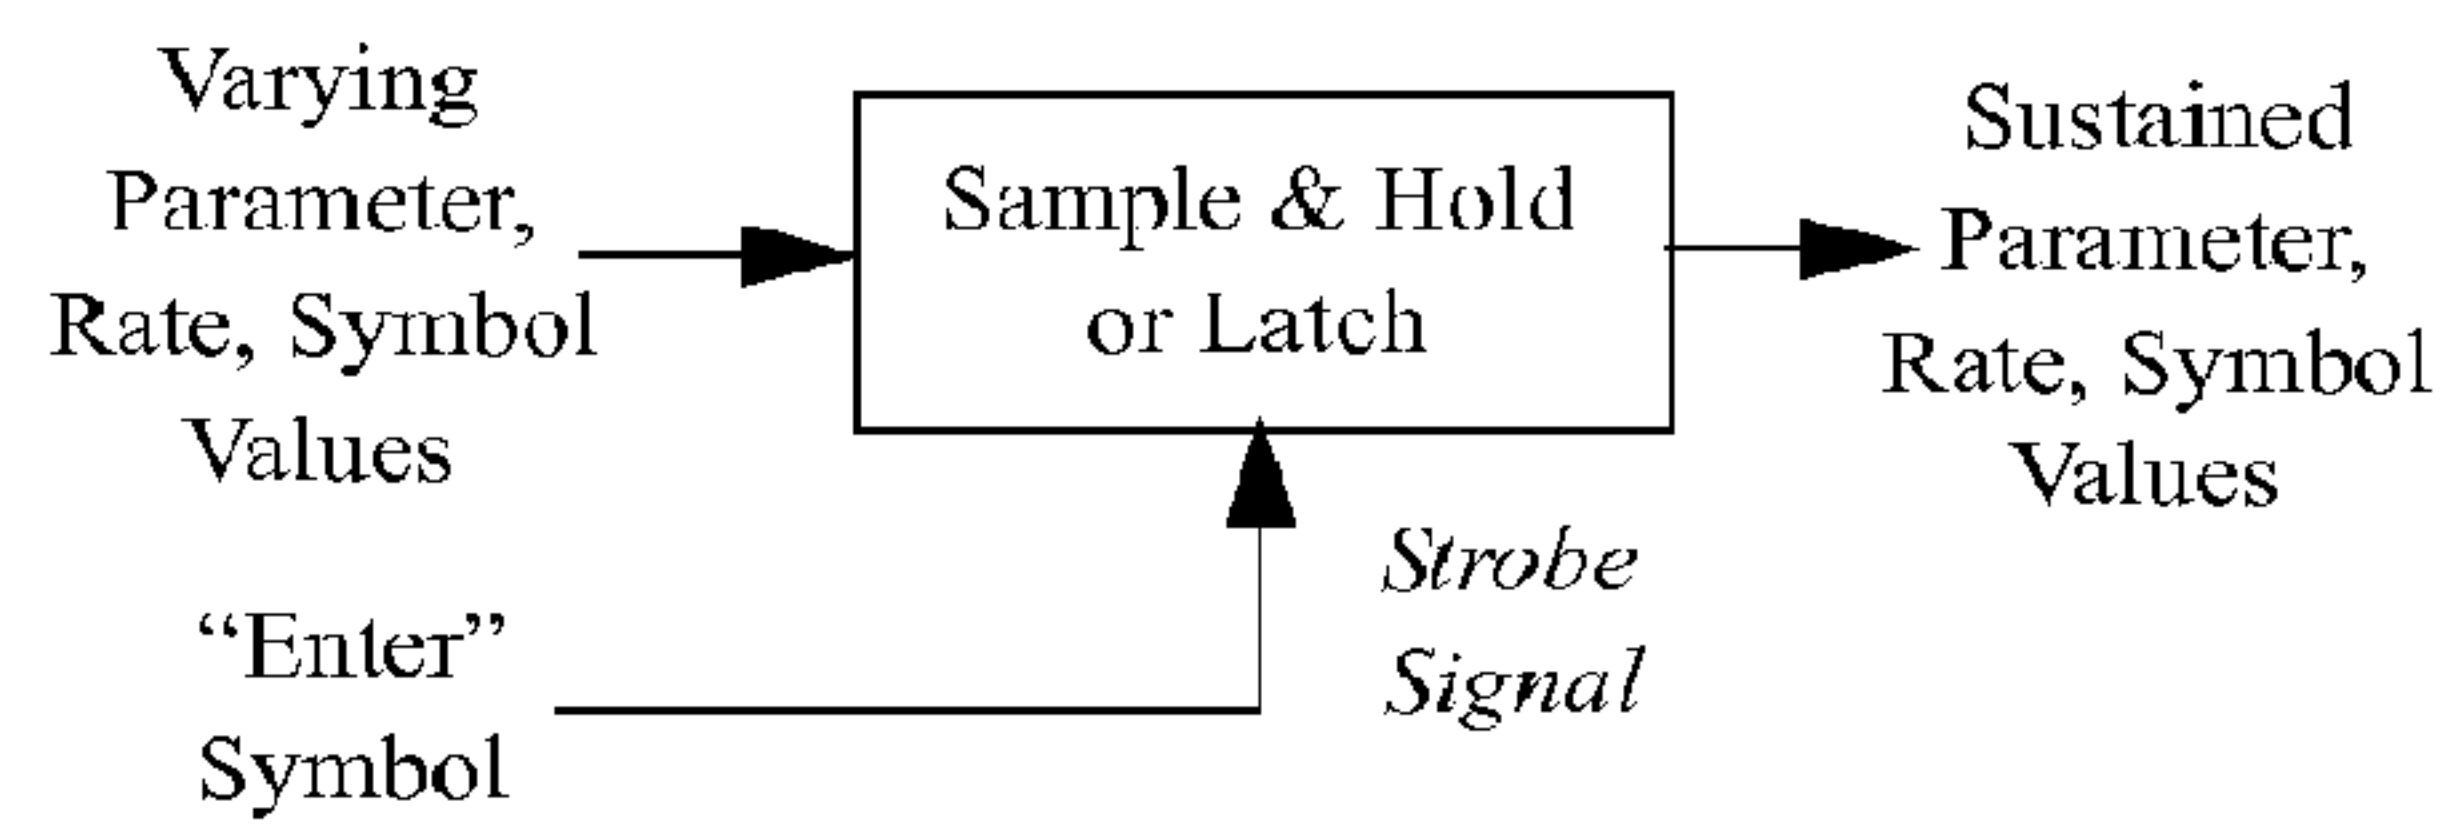 Varying
Parameter,
Rate, Symbol
Values
Sample & Hold
or Latch
Sustained
Parameter,
Rate, Symbol
Values
“Enter”
Symbol
Strobe
Signal